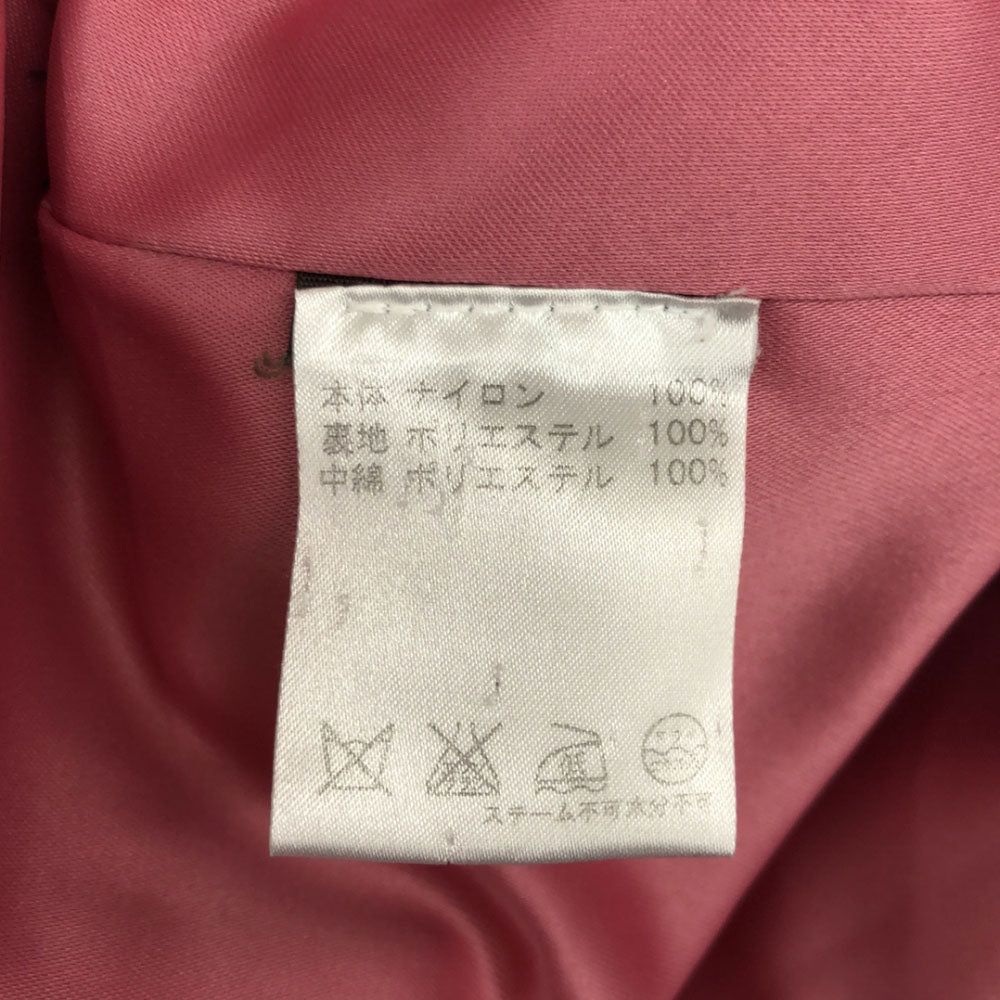 本体 ナイロン 100%
裏地 ポリエステル 100%
中綿 ポリエステル 100%
ステーム不可水分不可